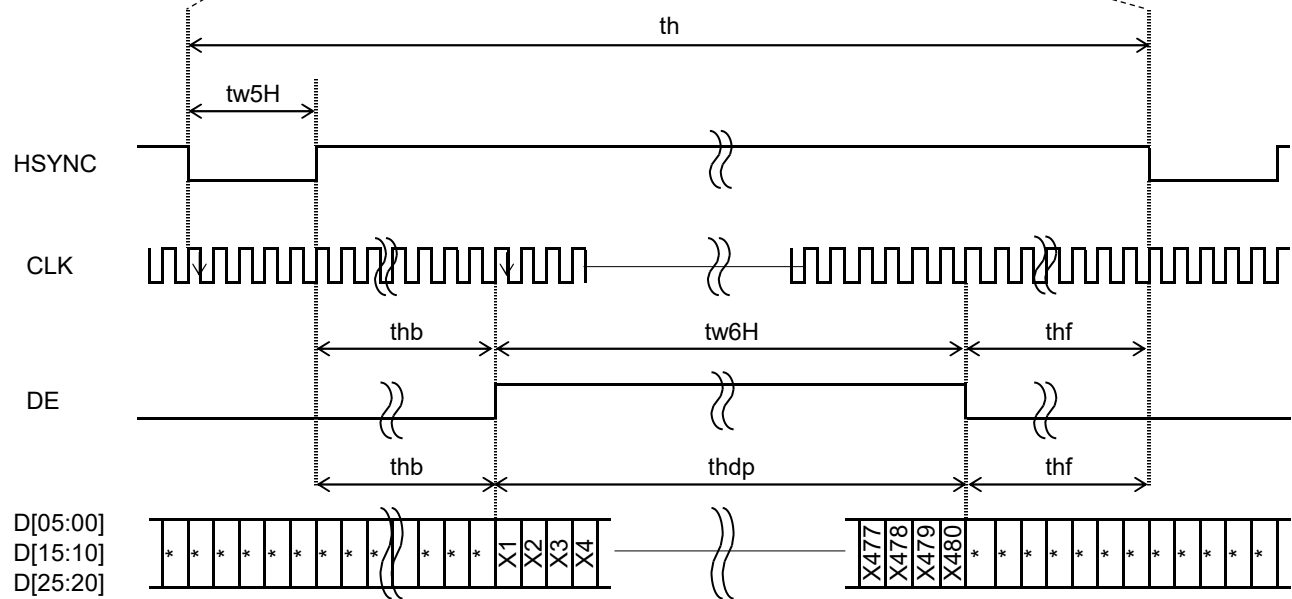 th
tw5H
HSYNC
CLK
thb tw6H thf
DE
thb thdp thf
D[05:00]
D[15:10]
D[25:20]
* * * * * * * * * * * * X1 X2 X3 X4 X477 X478 X479 X480 * * * * * * * * * * * *